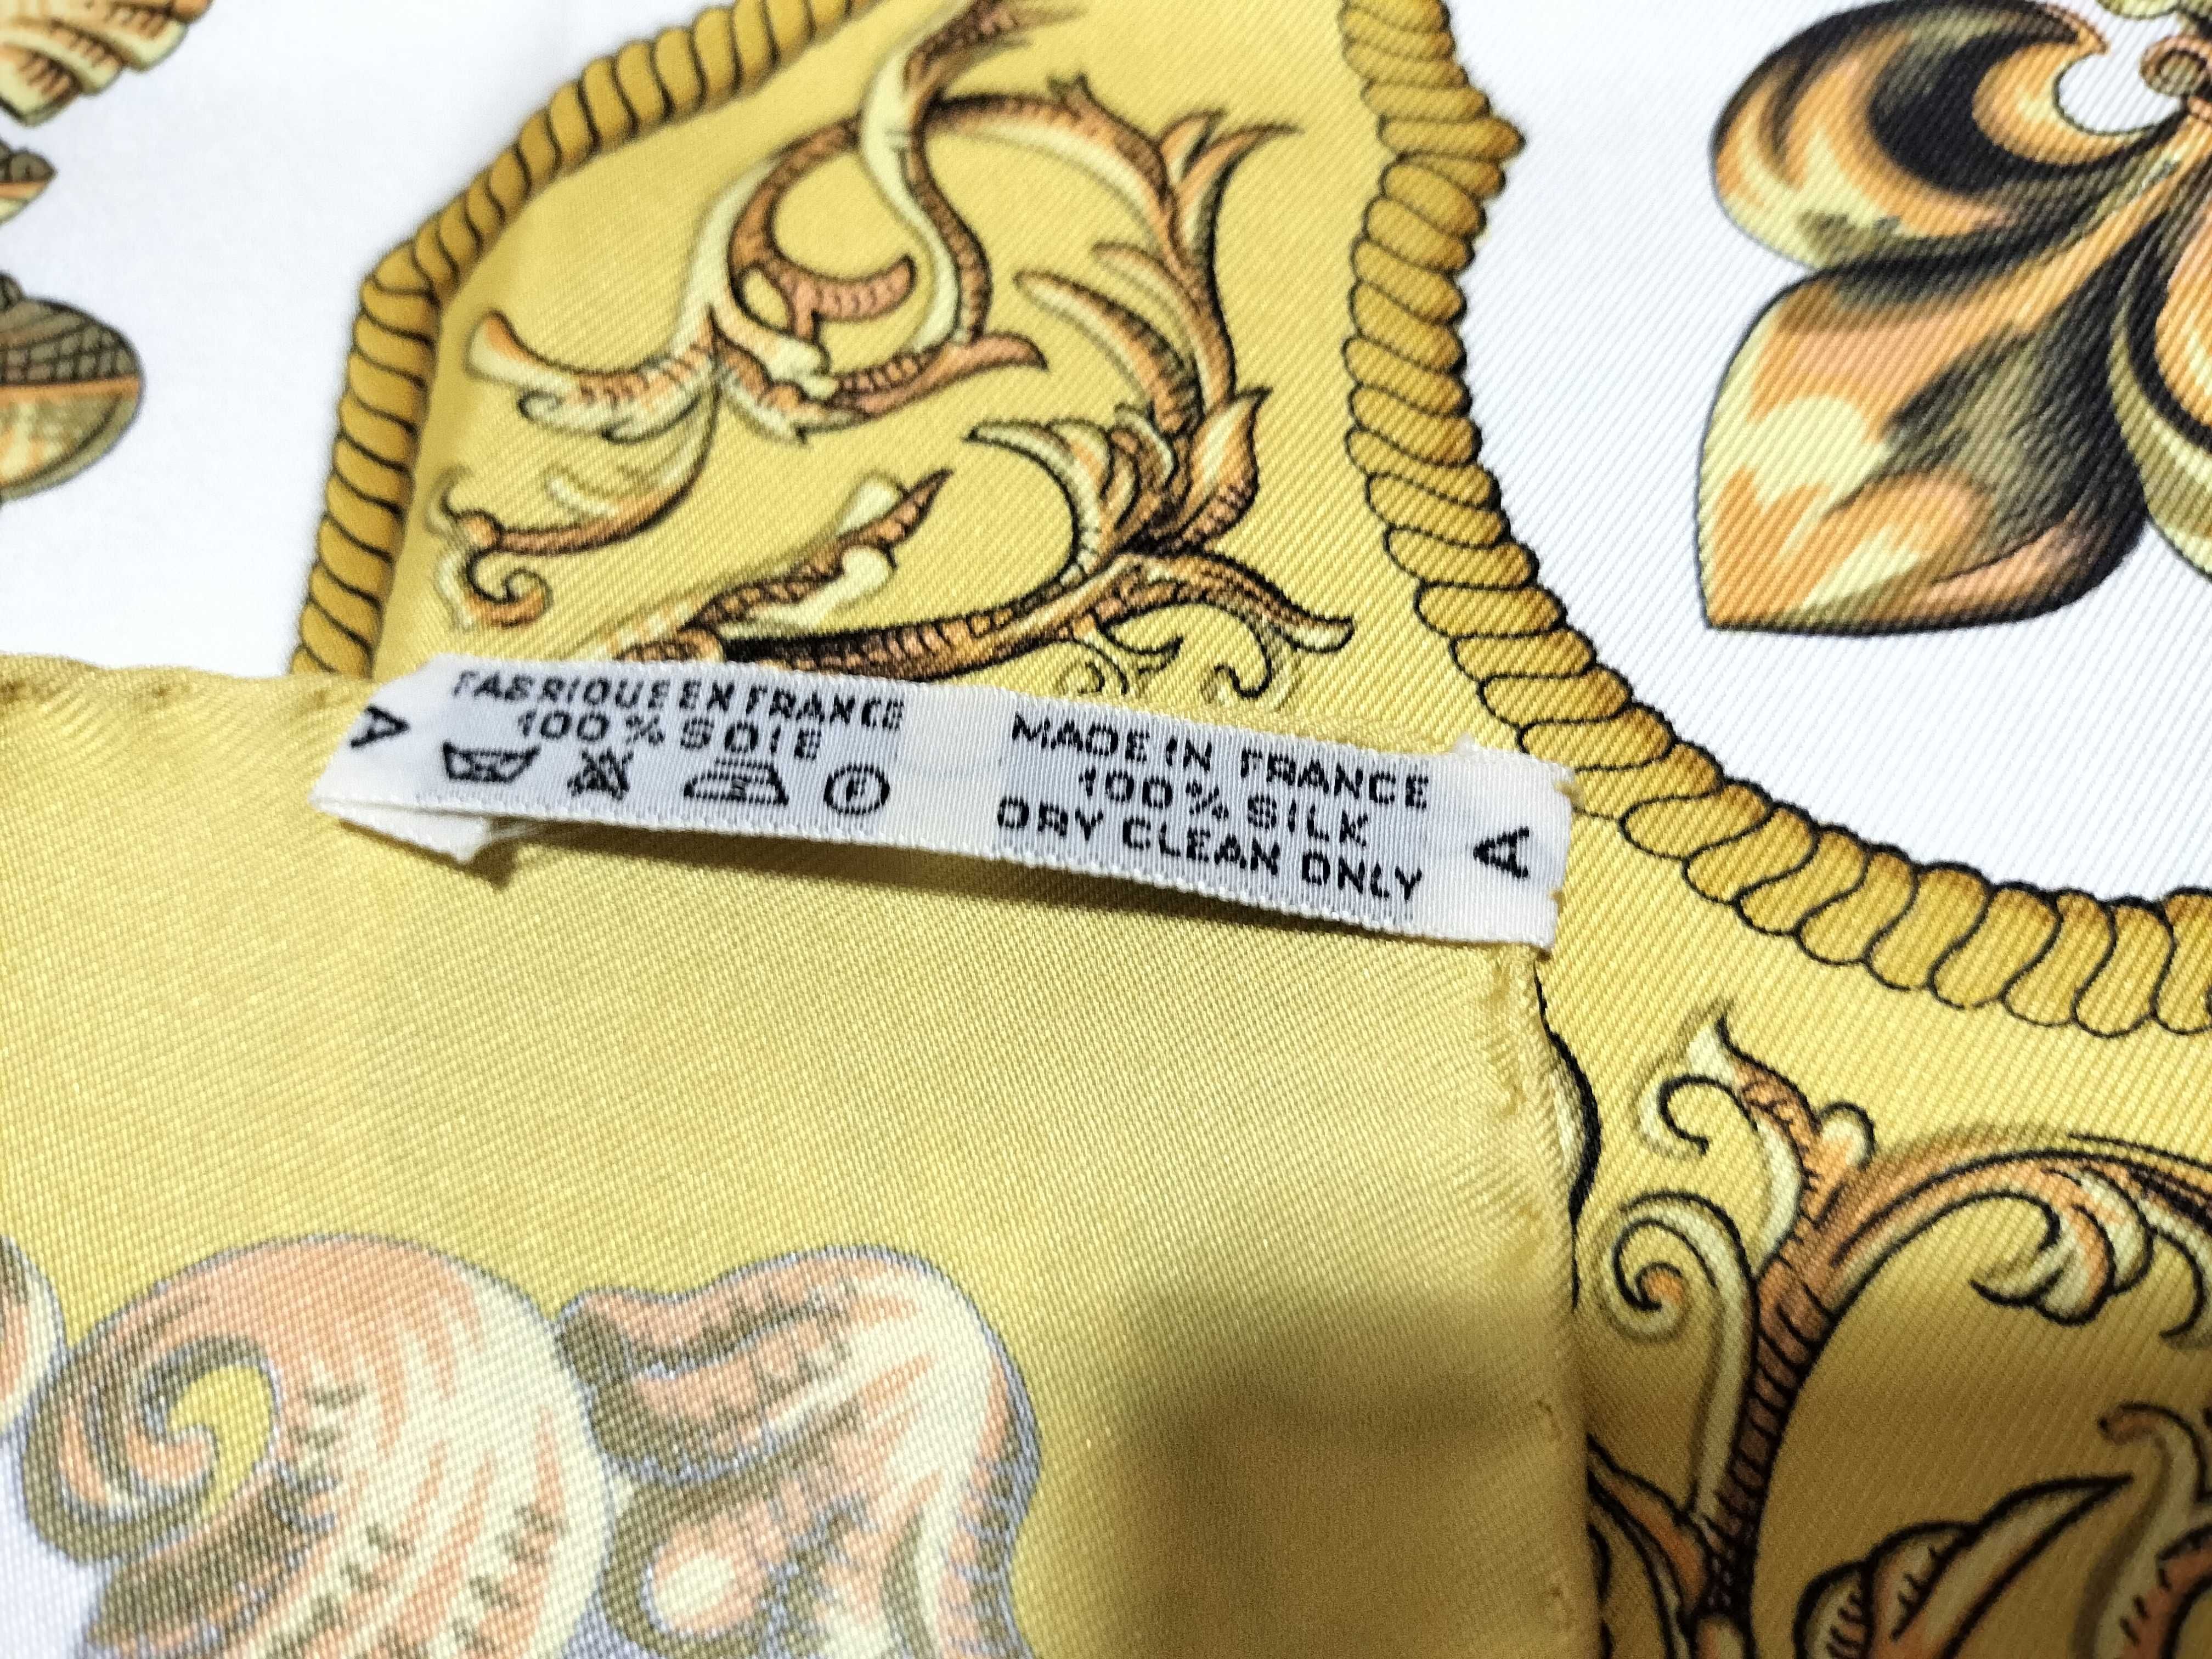 A
FABRIQUE EN FRANCE
100% SOIE
F
MADE IN FRANCE
100% SILK
DRY CLEAN ONLY
A